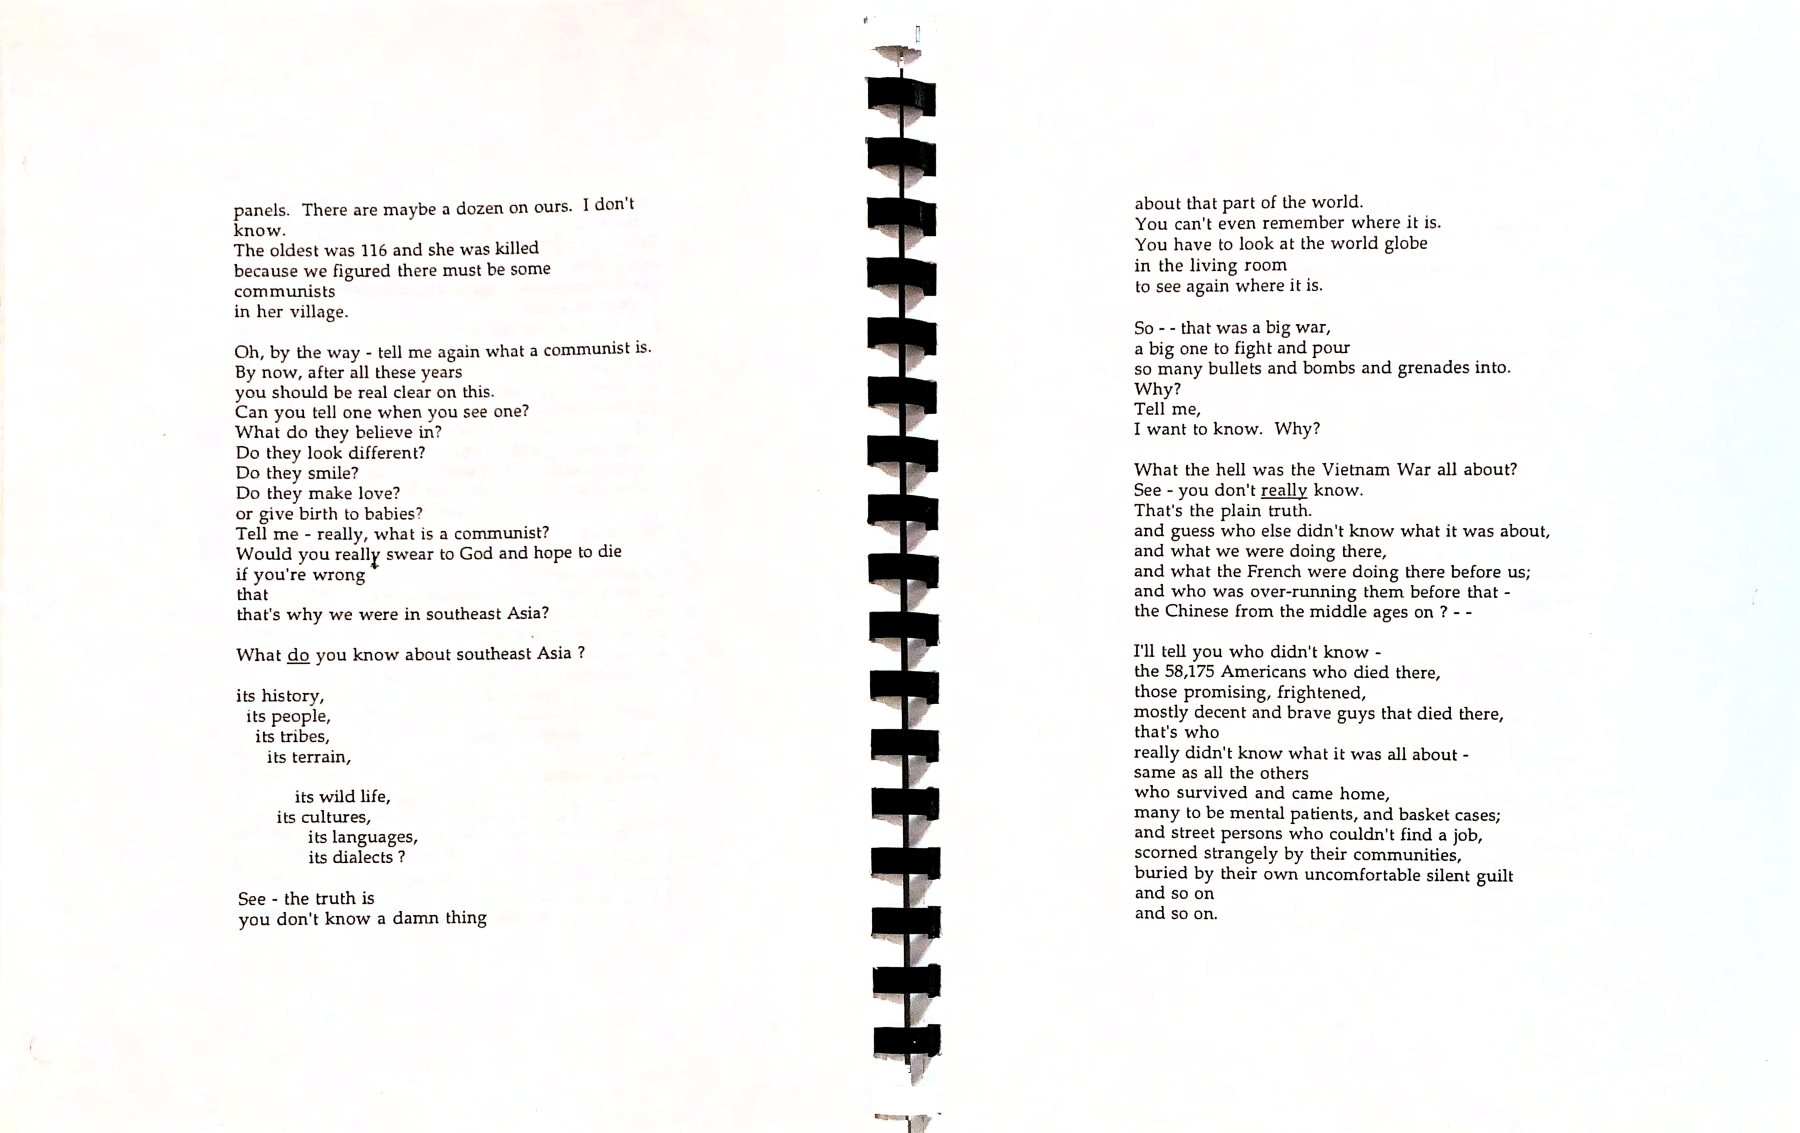 panels.  There are maybe a dozen on ours.  I don't
know.
The oldest was 116 and she was killed
because we figured there must be some
communists
in her village.

Oh, by the way - tell me again what a communist is.
By now, after all these years
you should be real clear on this.
Can you tell one when you see one?
What do they believe in?
Do they look different?
Do they smile?
Do they make love?
or give birth to babies?
Tell me - really, what is a communist?
Would you really swear to God and hope to die
if you're wrong
that
that's why we were in southeast Asia?

What do you know about southeast Asia ?

its history,
its people,
its tribes,
its terrain,

its wild life,
its cultures,
its languages,
its dialects ?

See - the truth is
you don't know a damn thing

about that part of the world.
You can't even remember where it is.
You have to look at the world globe
in the living room
to see again where it is.

So - - that was a big war,
a big one to fight and pour
so many bullets and bombs and grenades into.
Why?
Tell me,
I want to know.  Why?

What the hell was the Vietnam War all about?
See - you don't really know.
That's the plain truth.
and guess who else didn't know what it was about,
and what we were doing there,
and what the French were doing there before us;
and who was over-running them before that -
the Chinese from the middle ages on ? - -

I'll tell you who didn't know -
the 58,175 Americans who died there,
those promising, frightened,
mostly decent and brave guys that died there,
that's who
really didn't know what it was all about -
same as all the others
who survived and came home,
many to be mental patients, and basket cases;
and street persons who couldn't find a job,
scorned strangely by their communities,
buried by their own uncomfortable silent guilt
and so on
and so on.